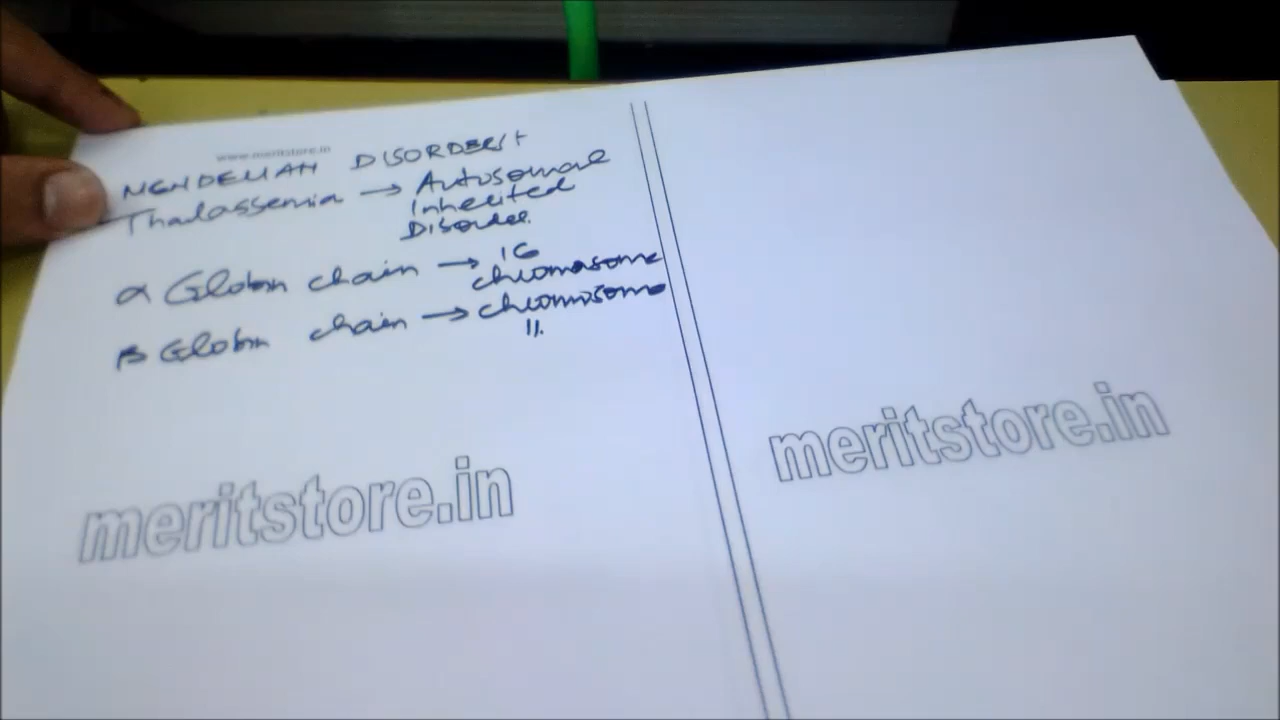 www.meritstore.in
MENDELIAN DISORDERS
Thalassemia → Autosomal
Inherited
Disorder.
α Globin chain → 16
chromosome
β Globin chain → chromosome
11.
meritstore.in
meritstore.in